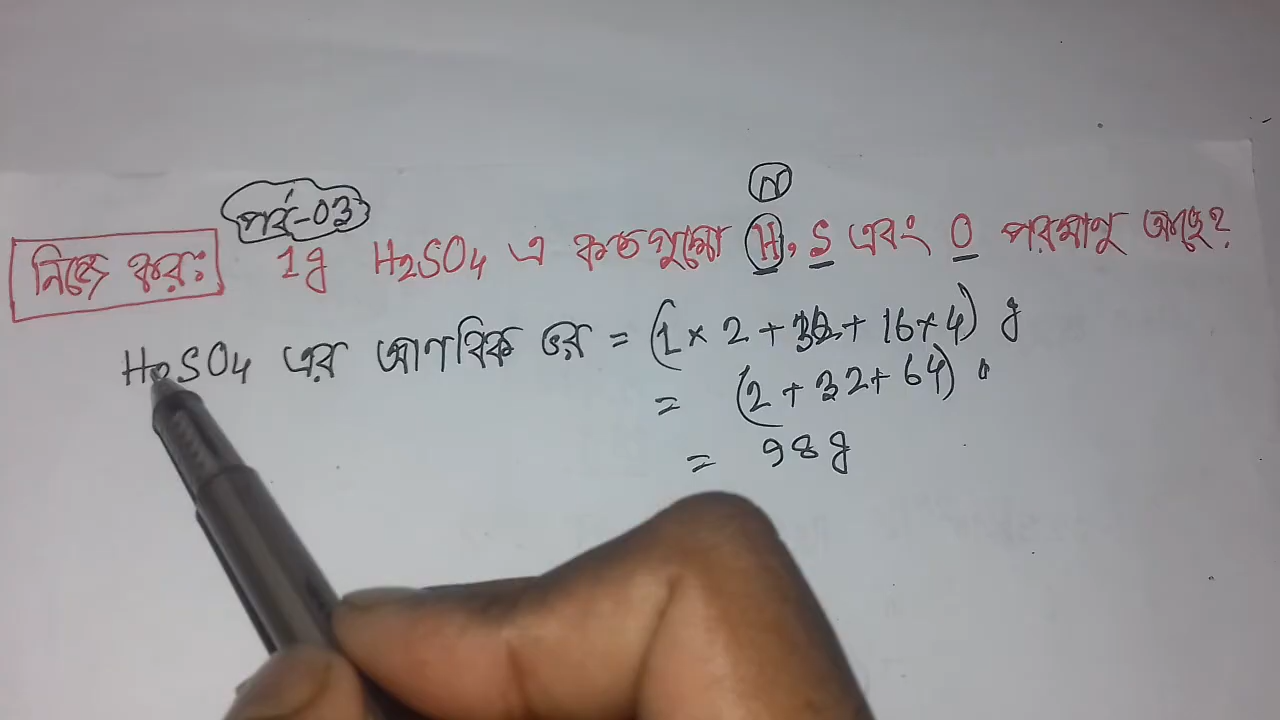 N
পর্ব-03
নিজে কর: 1g H₂SO₄ এ কতগুলো H, S এবং O পরমাণু আছে?
H₂SO₄ এর আণবিক ভর = (1 × 2 + 32 + 16 × 4) g
= (2 + 32 + 64)
= 98g